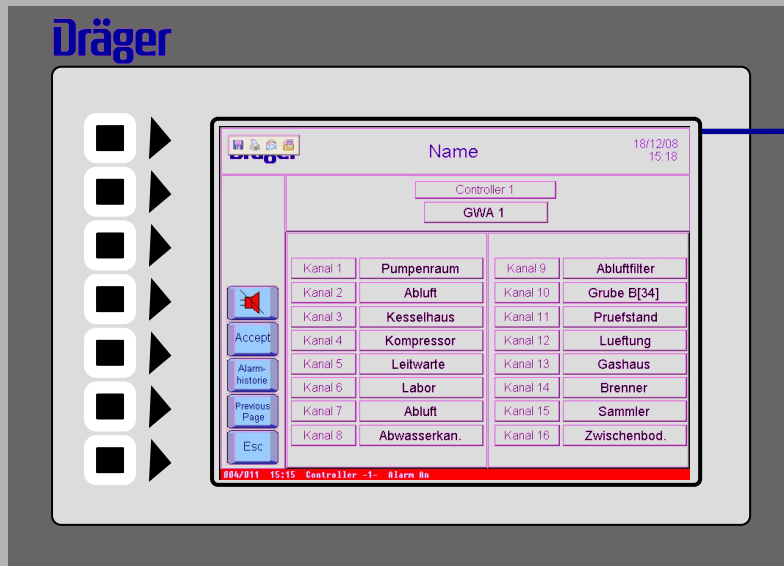 Dräger
Dräger
Name
18/12/08
15:18
Controller 1
GWA 1
Kanal 1 Pumpenraum Kanal 9 Abluftfilter
Kanal 2 Abluft Kanal 10 Grube B[34]
Kanal 3 Kesselhaus Kanal 11 Pruefstand
Kanal 4 Kompressor Kanal 12 Lueftung
Kanal 5 Leitwarte Kanal 13 Gashaus
Kanal 6 Labor Kanal 14 Brenner
Kanal 7 Abluft Kanal 15 Sammler
Kanal 8 Abwasserkan. Kanal 16 Zwischenbod.
Accept
Alarm-
historie
Previous
Page
Esc
004/011 15:15 Controller -1- Alarm An